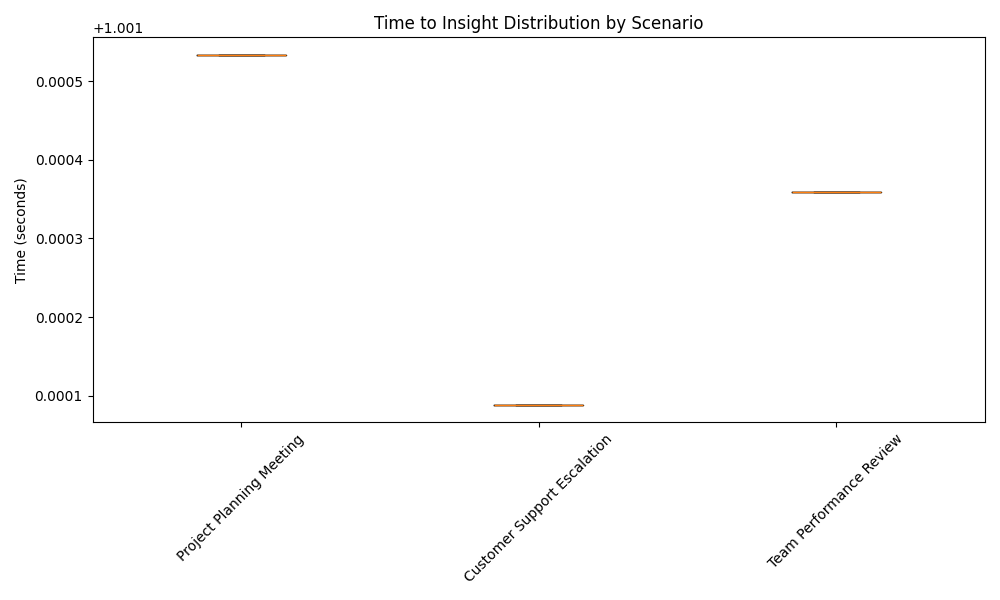 Time to Insight Distribution by Scenario
+1.001
0.0005
0.0004
0.0003
0.0002
0.0001
Time (seconds)
Project Planning Meeting
Customer Support Escalation
Team Performance Review